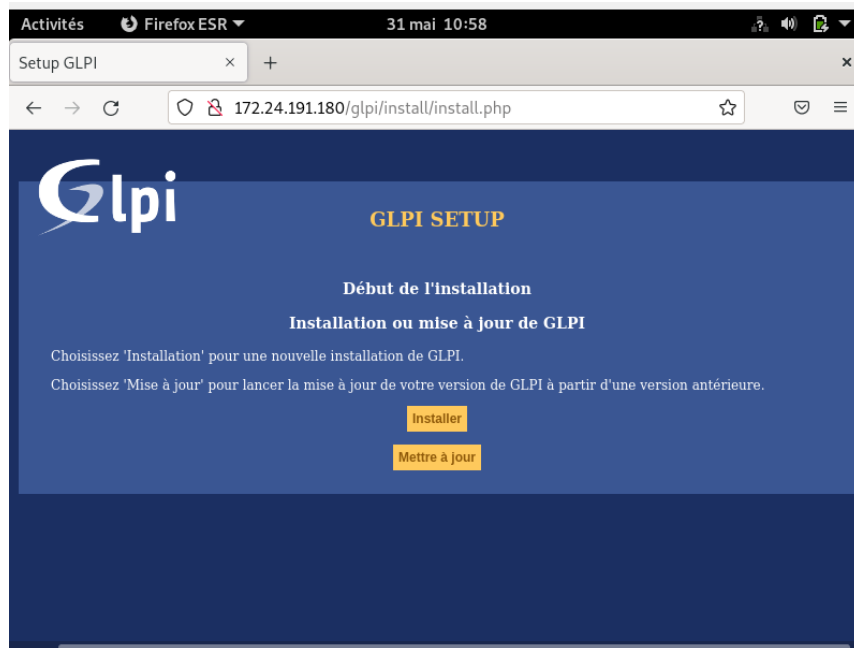 Activités Firefox ESR 31 mai 10:58
Setup GLPI
172.24.191.180/glpi/install/install.php
Glpi
GLPI SETUP
Début de l'installation
Installation ou mise à jour de GLPI
Choisissez 'Installation' pour une nouvelle installation de GLPI.
Choisissez 'Mise à jour' pour lancer la mise à jour de votre version de GLPI à partir d'une version antérieure.
Installer
Mettre à jour